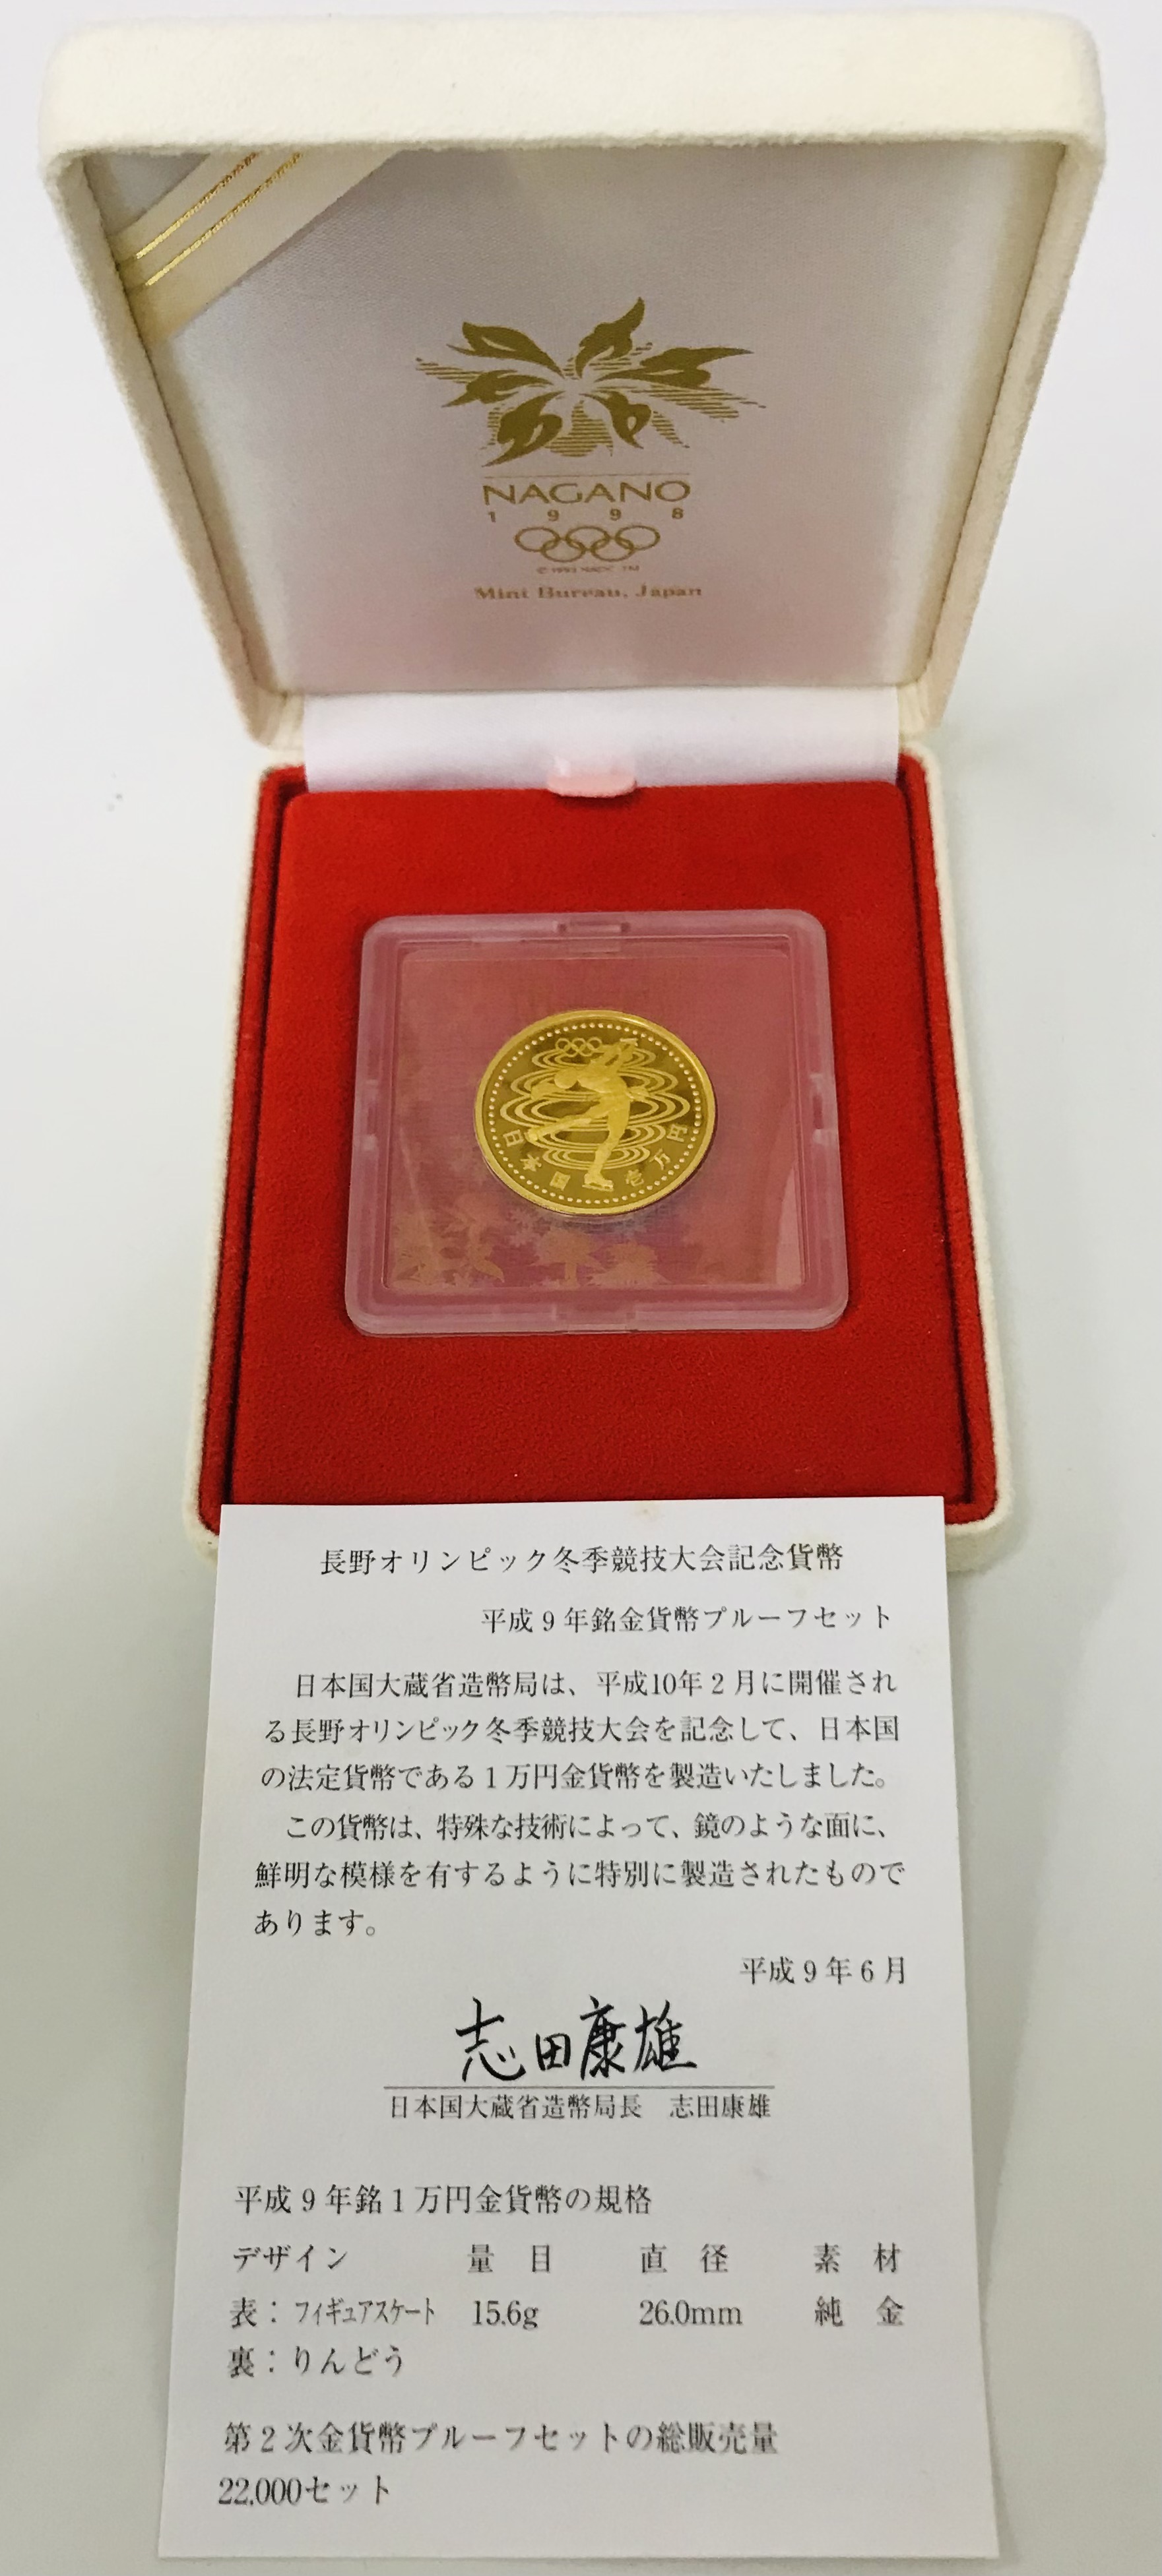 NAGANO
1998
Mint Bureau, Japan
日本国 壱万円
長野オリンピック冬季競技大会記念貨幣
平成9年銘金貨幣プルーフセット
日本国大蔵省造幣局は、平成10年2月に開催され
る長野オリンピック冬季競技大会を記念して、日本国
の法定貨幣である1万円金貨幣を製造いたしました。
この貨幣は、特殊な技術によって、鏡のような面に、
鮮明な模様を有するように特別に製造されたもので
あります。
平成9年6月
志田康雄
日本国大蔵省造幣局長 志田康雄
平成9年銘1万円金貨幣の規格
デザイン 量目 直径 素材
表：フィギュアスケート 15.6g 26.0mm 純金
裏：りんどう
第2次金貨幣プルーフセットの総販売量
22,000セット